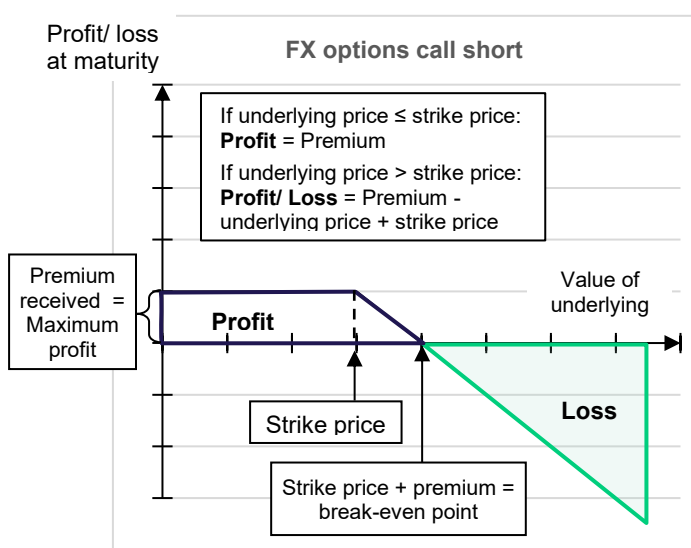 Profit/ loss
at maturity
FX options call short
If underlying price ≤ strike price:
Profit = Premium
If underlying price > strike price:
Profit/ Loss = Premium -
underlying price + strike price
Premium
received =
Maximum
profit
Profit
Value of
underlying
Strike price
Loss
Strike price + premium =
break-even point